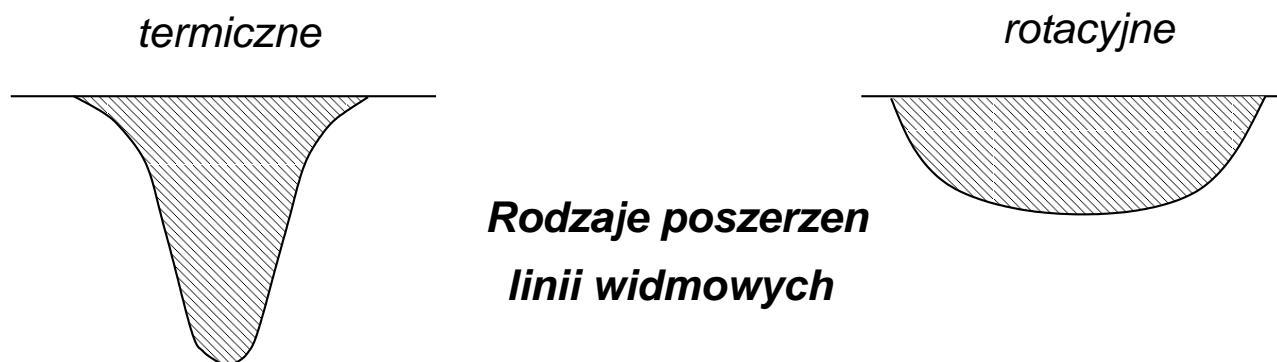 termiczne
rotacyjne
Rodzaje poszerzen
linii widmowych